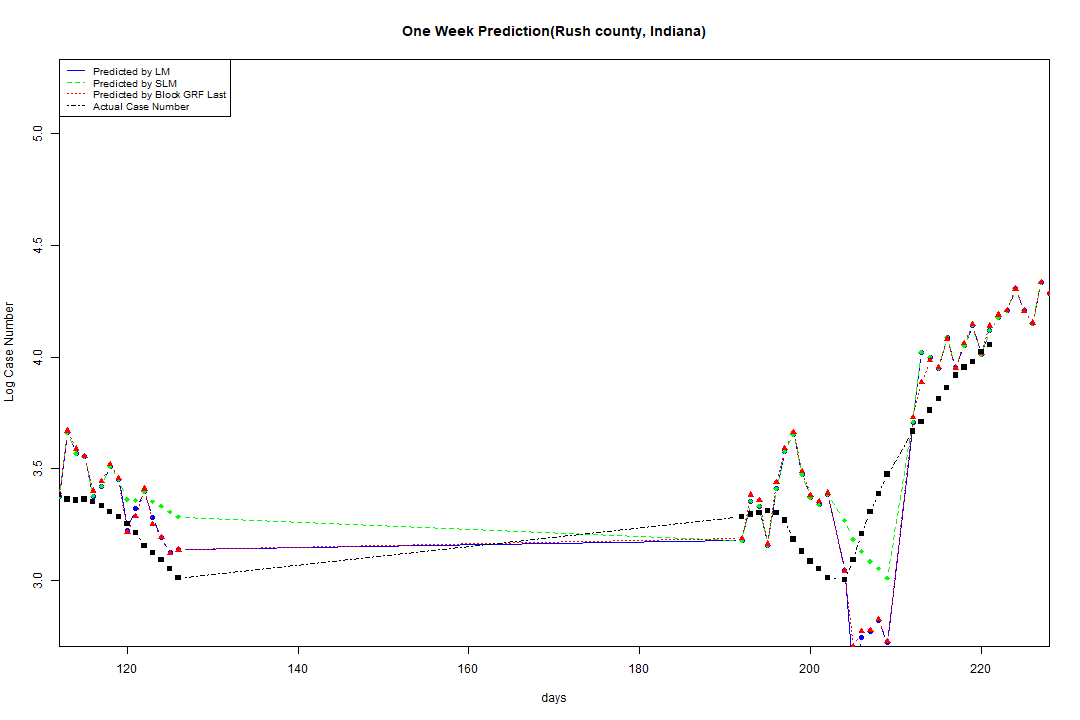 One Week Prediction(Rush county, Indiana)
Predicted by LM
Predicted by SLM
Predicted by Block GRF Last
Actual Case Number
5.0
4.5
4.0
3.5
3.0
Log Case Number
120 140 160 180 200 220
days